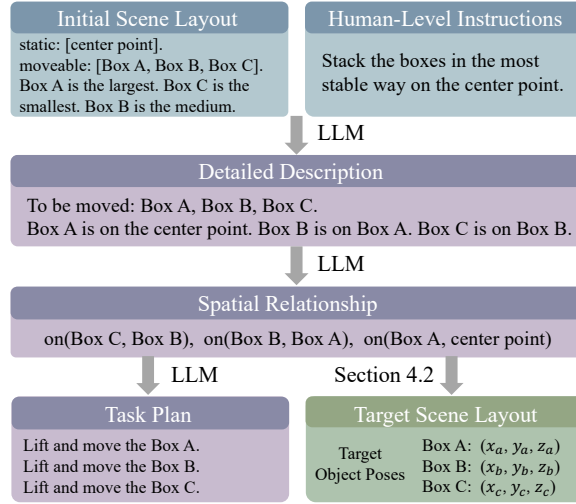 Initial Scene Layout
static: [center point].
moveable: [Box A, Box B, Box C].
Box A is the largest. Box C is the
smallest. Box B is the medium.
Human-Level Instructions
Stack the boxes in the most
stable way on the center point.
LLM
Detailed Description
To be moved: Box A, Box B, Box C.
Box A is on the center point. Box B is on Box A. Box C is on Box B.
LLM
Spatial Relationship
on(Box C, Box B), on(Box B, Box A), on(Box A, center point)
LLM
Section 4.2
Task Plan
Lift and move the Box A.
Lift and move the Box B.
Lift and move the Box C.
Target Scene Layout
Target
Object Poses
Box A: (xₐ, yₐ, zₐ)
Box B: (x_b, y_b, z_b)
Box C: (x_c, y_c, z_c)